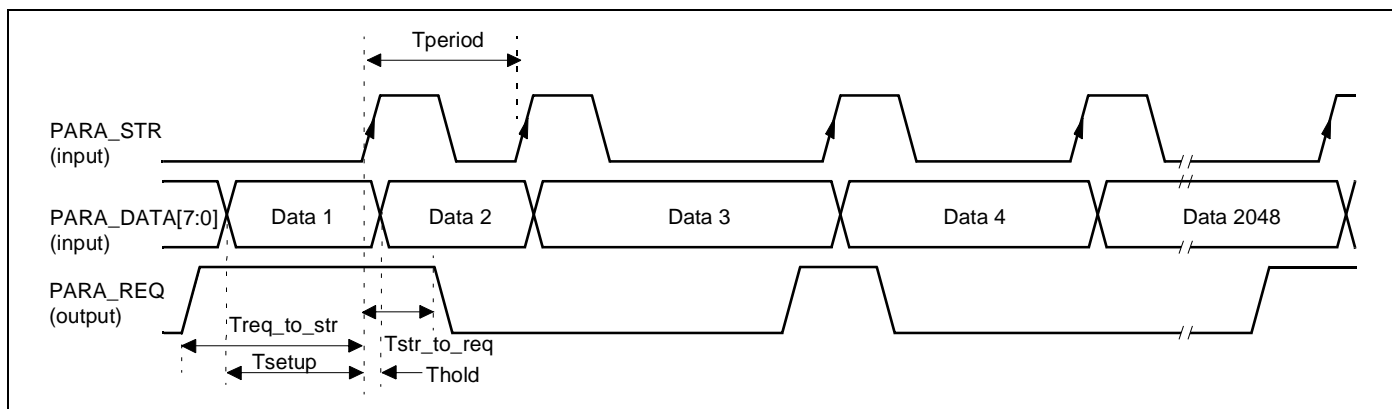 Tperiod
PARA_STR
(input)
PARA_DATA[7:0]
(input)
Data 1
Data 2
Data 3
Data 4
Data 2048
PARA_REQ
(output)
Treq_to_str
Tstr_to_req
Tsetup
Thold